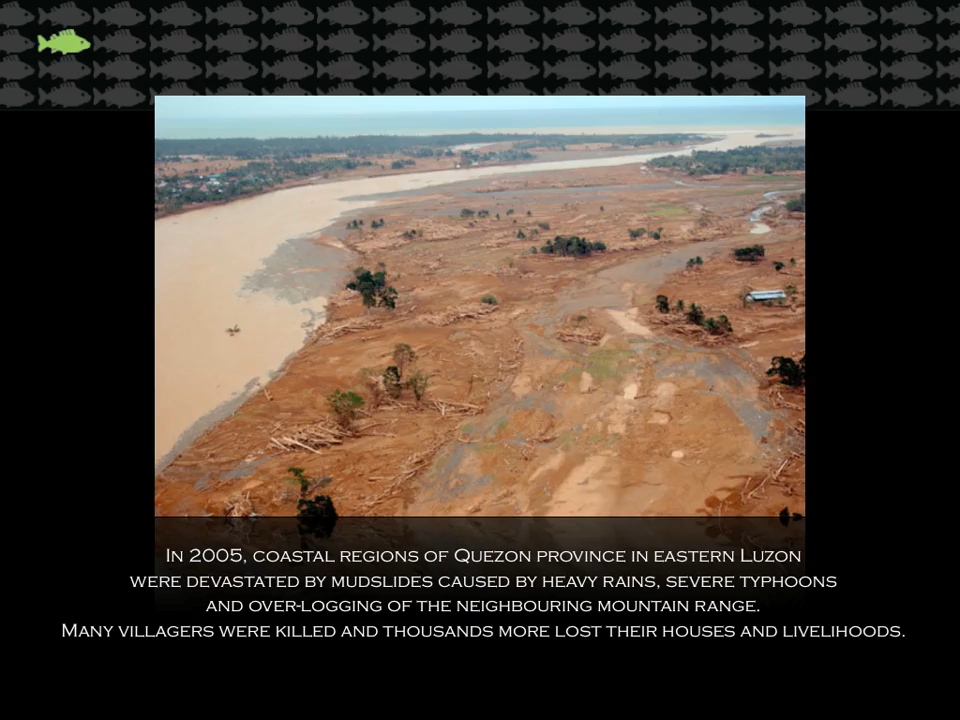 In 2005, coastal regions of Quezon province in eastern Luzon
were devastated by mudslides caused by heavy rains, severe typhoons
and over-logging of the neighbouring mountain range.
Many villagers were killed and thousands more lost their houses and livelihoods.